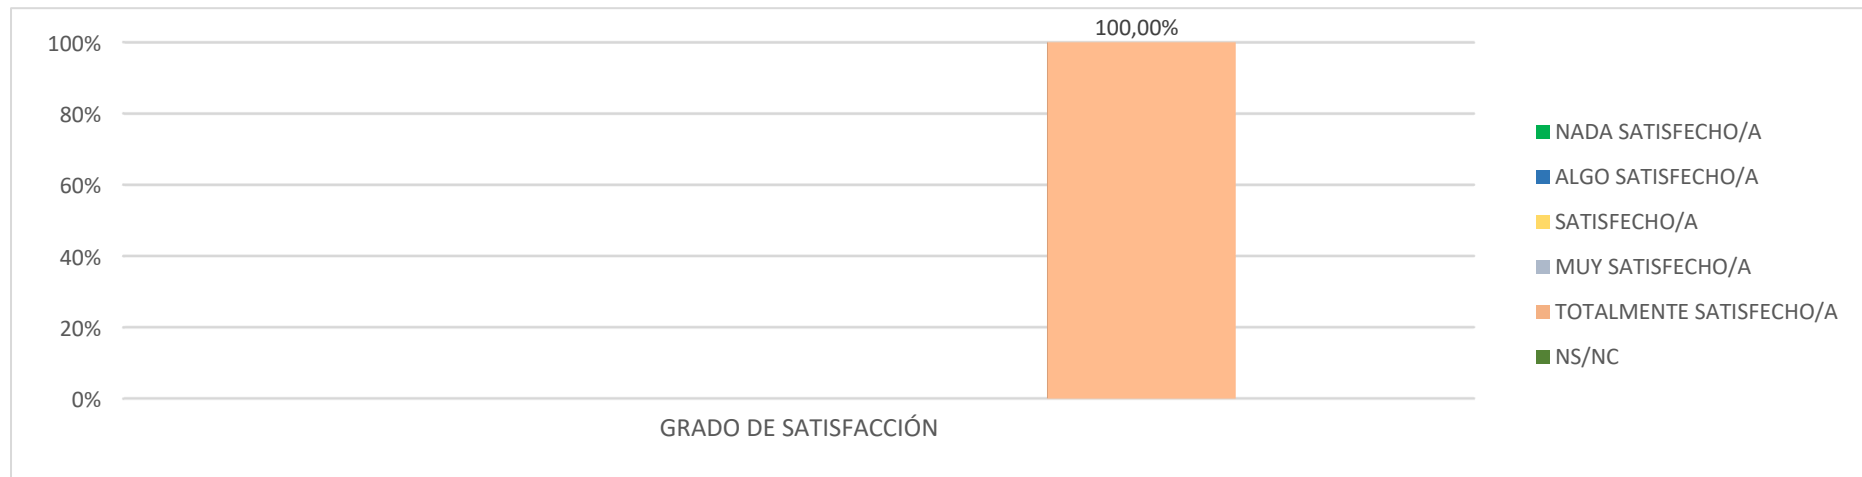 100,00%
100%
80%
60%
40%
20%
0%
GRADO DE SATISFACCIÓN
NADA SATISFECHO/A
ALGO SATISFECHO/A
SATISFECHO/A
MUY SATISFECHO/A
TOTALMENTE SATISFECHO/A
NS/NC